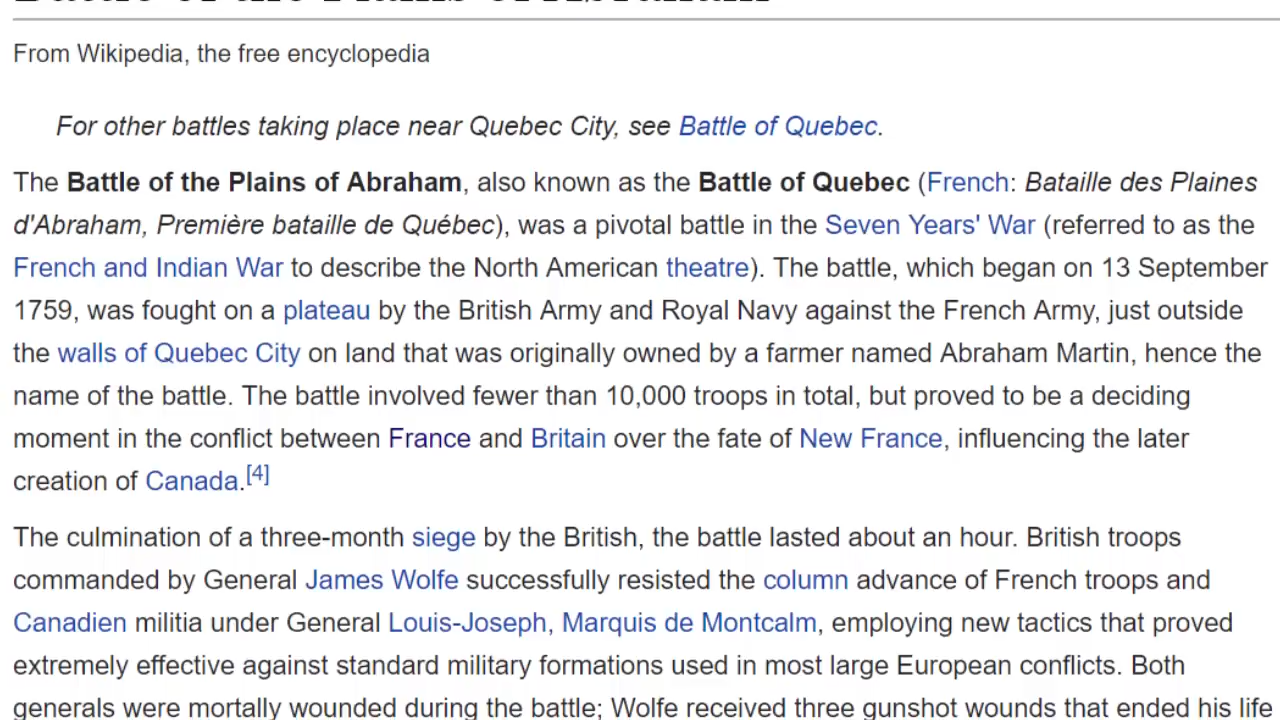 From Wikipedia, the free encyclopedia
For other battles taking place near Quebec City, see Battle of Quebec.
The Battle of the Plains of Abraham, also known as the Battle of Quebec (French: Bataille des Plaines
d'Abraham, Première bataille de Québec), was a pivotal battle in the Seven Years' War (referred to as the
French and Indian War to describe the North American theatre). The battle, which began on 13 September
1759, was fought on a plateau by the British Army and Royal Navy against the French Army, just outside
the walls of Quebec City on land that was originally owned by a farmer named Abraham Martin, hence the
name of the battle. The battle involved fewer than 10,000 troops in total, but proved to be a deciding
moment in the conflict between France and Britain over the fate of New France, influencing the later
creation of Canada.[4]
The culmination of a three-month siege by the British, the battle lasted about an hour. British troops
commanded by General James Wolfe successfully resisted the column advance of French troops and
Canadien militia under General Louis-Joseph, Marquis de Montcalm, employing new tactics that proved
extremely effective against standard military formations used in most large European conflicts. Both
generals were mortally wounded during the battle; Wolfe received three gunshot wounds that ended his life